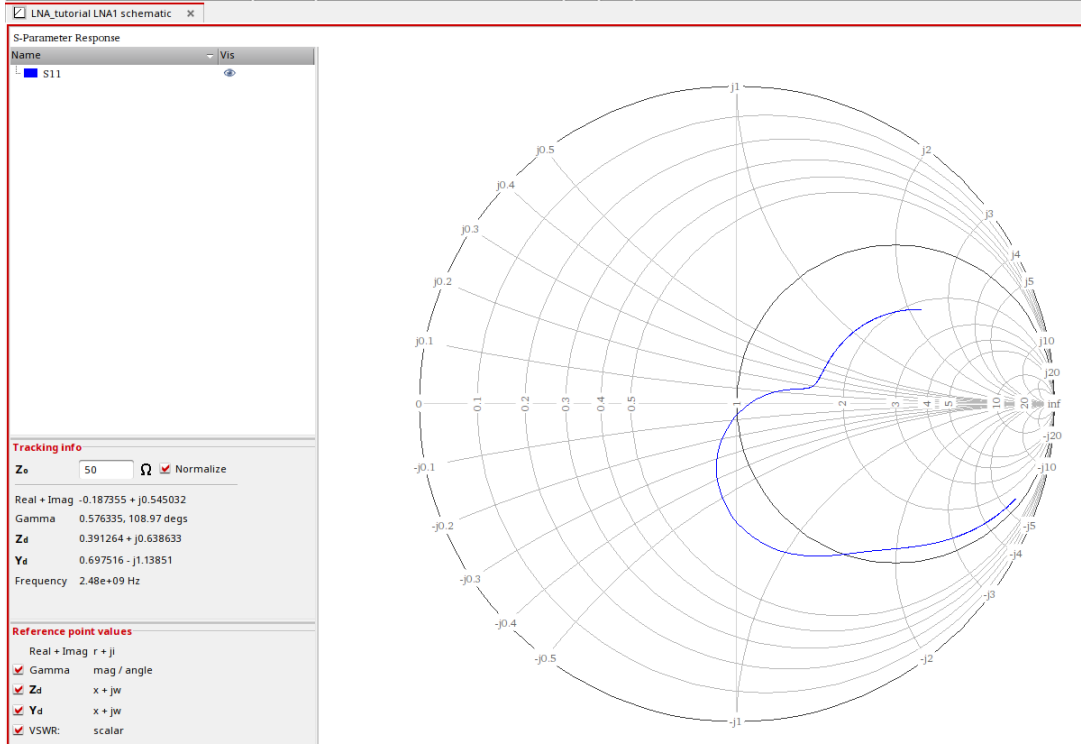 LNA_tutorial LNA1 schematic ×
S-Parameter Response
Name Vis
S11
Tracking info
Z₀ 50 Ω Normalize
Real + Imag -0.187355 + j0.545032
Gamma 0.576335, 108.97 degs
Zd 0.391264 + j0.638633
Yd 0.697516 - j1.13851
Frequency 2.48e+09 Hz
Reference point values
Real + Imag r + ji
Gamma mag / angle
Zd x + jw
Yd x + jw
VSWR: scalar
j1
j0.5 j2
j0.4
j3
j0.3
j4
j0.2 j5
j0.1 j10
j20
0 0.1 0.2 0.3 0.4 0.5 1 2 3 4 5 10 20 inf
-j20
-j0.1 -j10
-j0.2 -j5
-j4
-j0.3
-j3
-j0.4
-j0.5 -j2
-j1